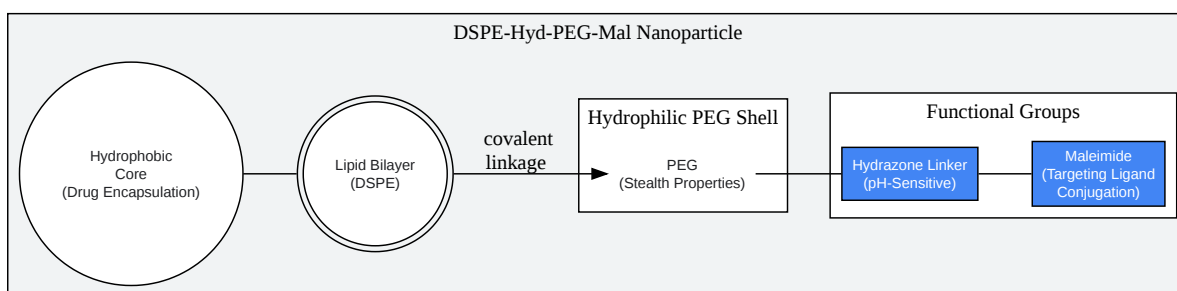 DSPE-Hyd-PEG-Mal Nanoparticle
Hydrophobic
Core
(Drug Encapsulation)
Lipid Bilayer
(DSPE)
covalent
linkage
Hydrophilic PEG Shell
PEG
(Stealth Properties)
Functional Groups
Hydrazone Linker
(pH-Sensitive)
Maleimide
(Targeting Ligand
Conjugation)